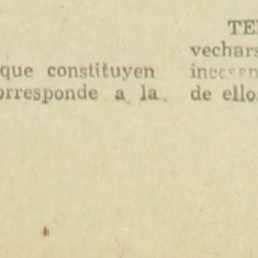 que constituyen
orresponde a la
TE
vechars
de ello